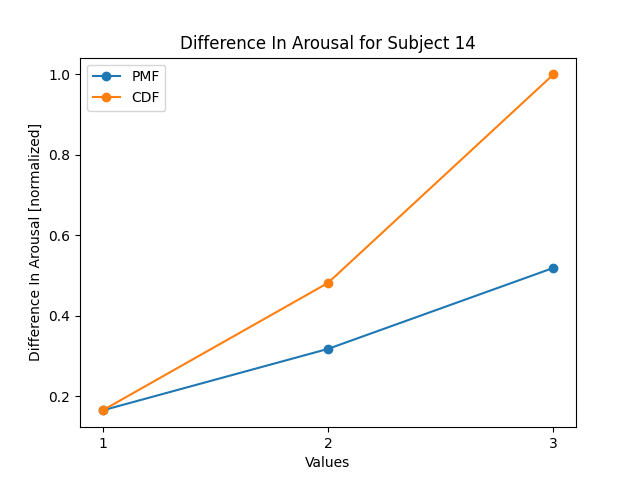 Difference In Arousal for Subject 14
PMF
CDF
1.0
0.8
0.6
0.4
0.2
Difference In Arousal [normalized]
1 2 3
Values